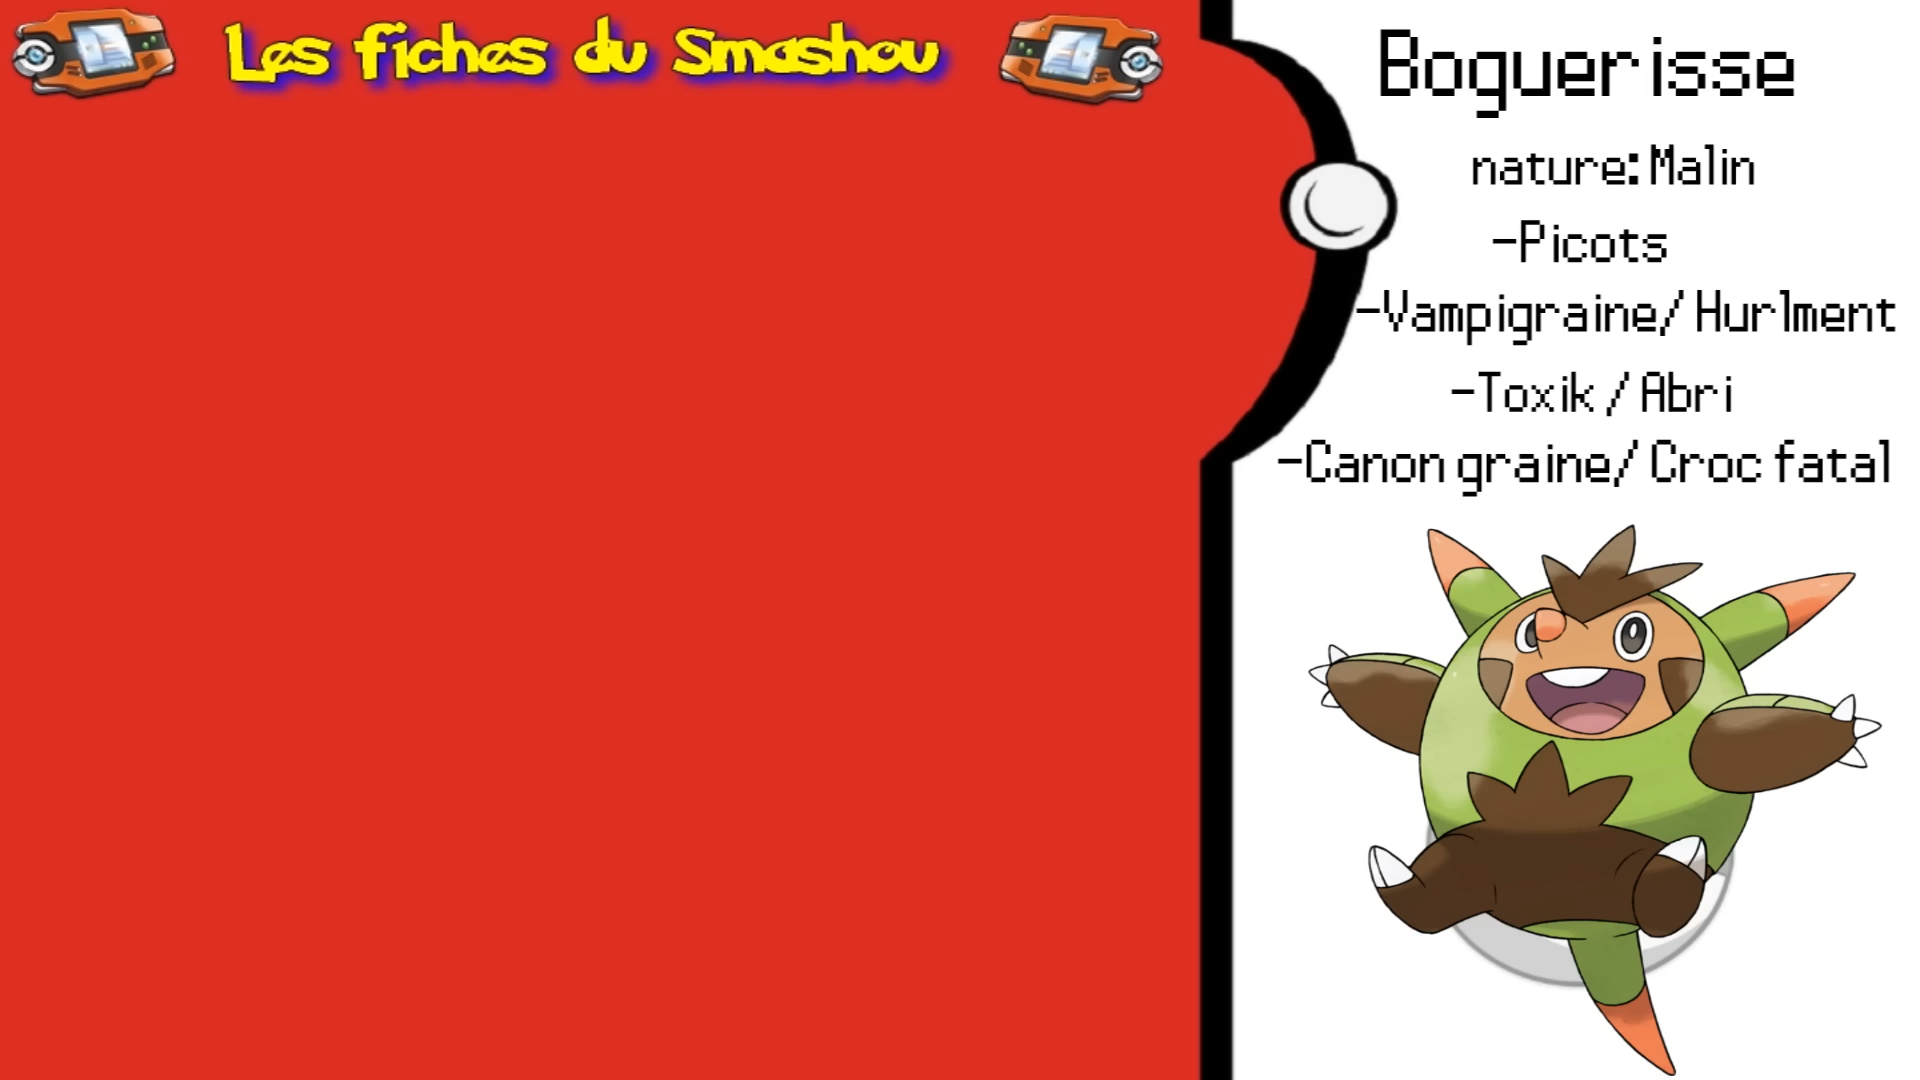 Les fiches du Smashou
Boguerisse
nature: Malin
-Picots
-Vampigraine/ Hurlment
-Toxik / Abri
-Canon graine/ Croc fatal